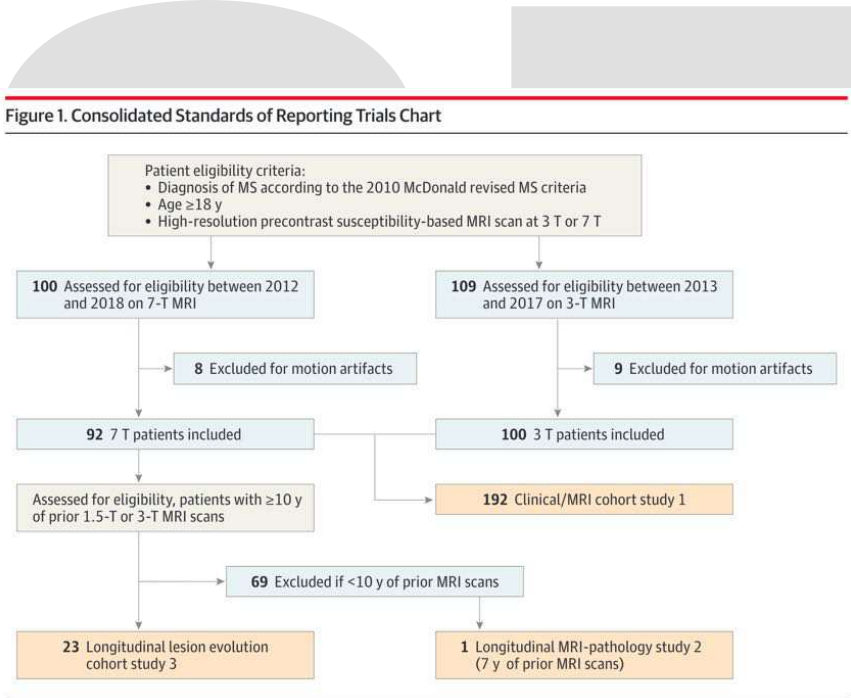 Figure 1. Consolidated Standards of Reporting Trials Chart
Patient eligibility criteria:
• Diagnosis of MS according to the 2010 McDonald revised MS criteria
• Age ≥18 y
• High-resolution precontrast susceptibility-based MRI scan at 3 T or 7 T
100 Assessed for eligibility between 2012
and 2018 on 7-T MRI
109 Assessed for eligibility between 2013
and 2017 on 3-T MRI
8 Excluded for motion artifacts
9 Excluded for motion artifacts
92 7 T patients included
100 3 T patients included
Assessed for eligibility, patients with ≥10 y
of prior 1.5-T or 3-T MRI scans
192 Clinical/MRI cohort study 1
69 Excluded if <10 y of prior MRI scans
23 Longitudinal lesion evolution
cohort study 3
1 Longitudinal MRI-pathology study 2
(7 y of prior MRI scans)